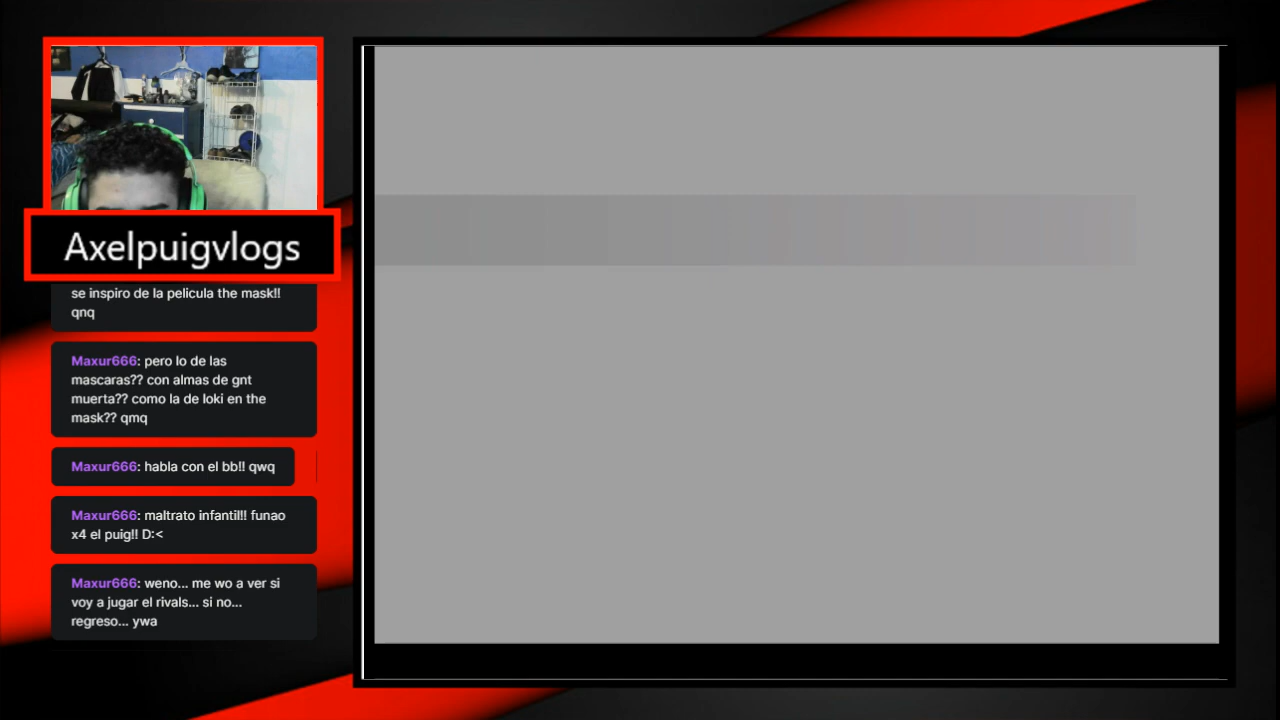 Axelpuigvlogs
se inspiro de la pelicula the mask!!
qnq
Maxur666: pero lo de las
mascaras?? con almas de gnt
muerta?? como la de loki en the
mask?? qmq
Maxur666: habla con el bb!! qwq
Maxur666: maltrato infantil!! funao
x4 el puig!! D:<
Maxur666: weno... me wo a ver si
voy a jugar el rivals... si no...
regreso... ywa